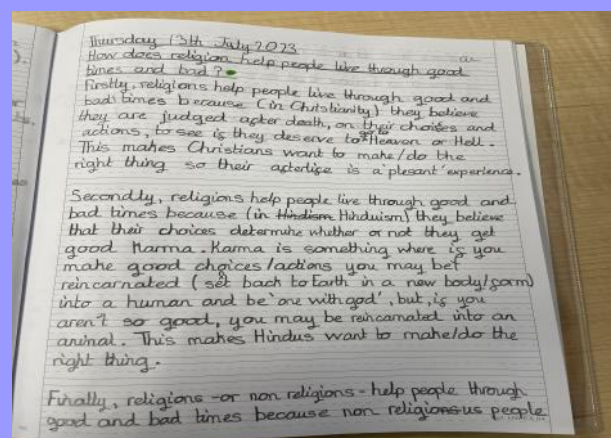 Thursday 13th July 2023
How does religion help people live through good
times and bad?
Firstly, religions help people live through good and
bad times because (in Christianity) they believe
they are judged after death, on their choises and
actions, to see if they deserve to go to Heaven or Hell.
This makes Christians want to make/do the
right thing so their afterlife is a 'plesant' experience.
Secondly, religions help people live through good and
bad times because (in Hindism Hinduism) they believe
that their choices determine whether or not they get
good Karma. Karma is something where if you
make good choices/actions you may bet
reincarnated (set back to Earth in a new body/form)
into a human and be 'one with god', but, if you
aren't so good, you may be reincarnated into an
animal. This makes Hindus want to make/do the
right thing.
Finally, religions - or non religions - help people through
good and bad times because non religious people